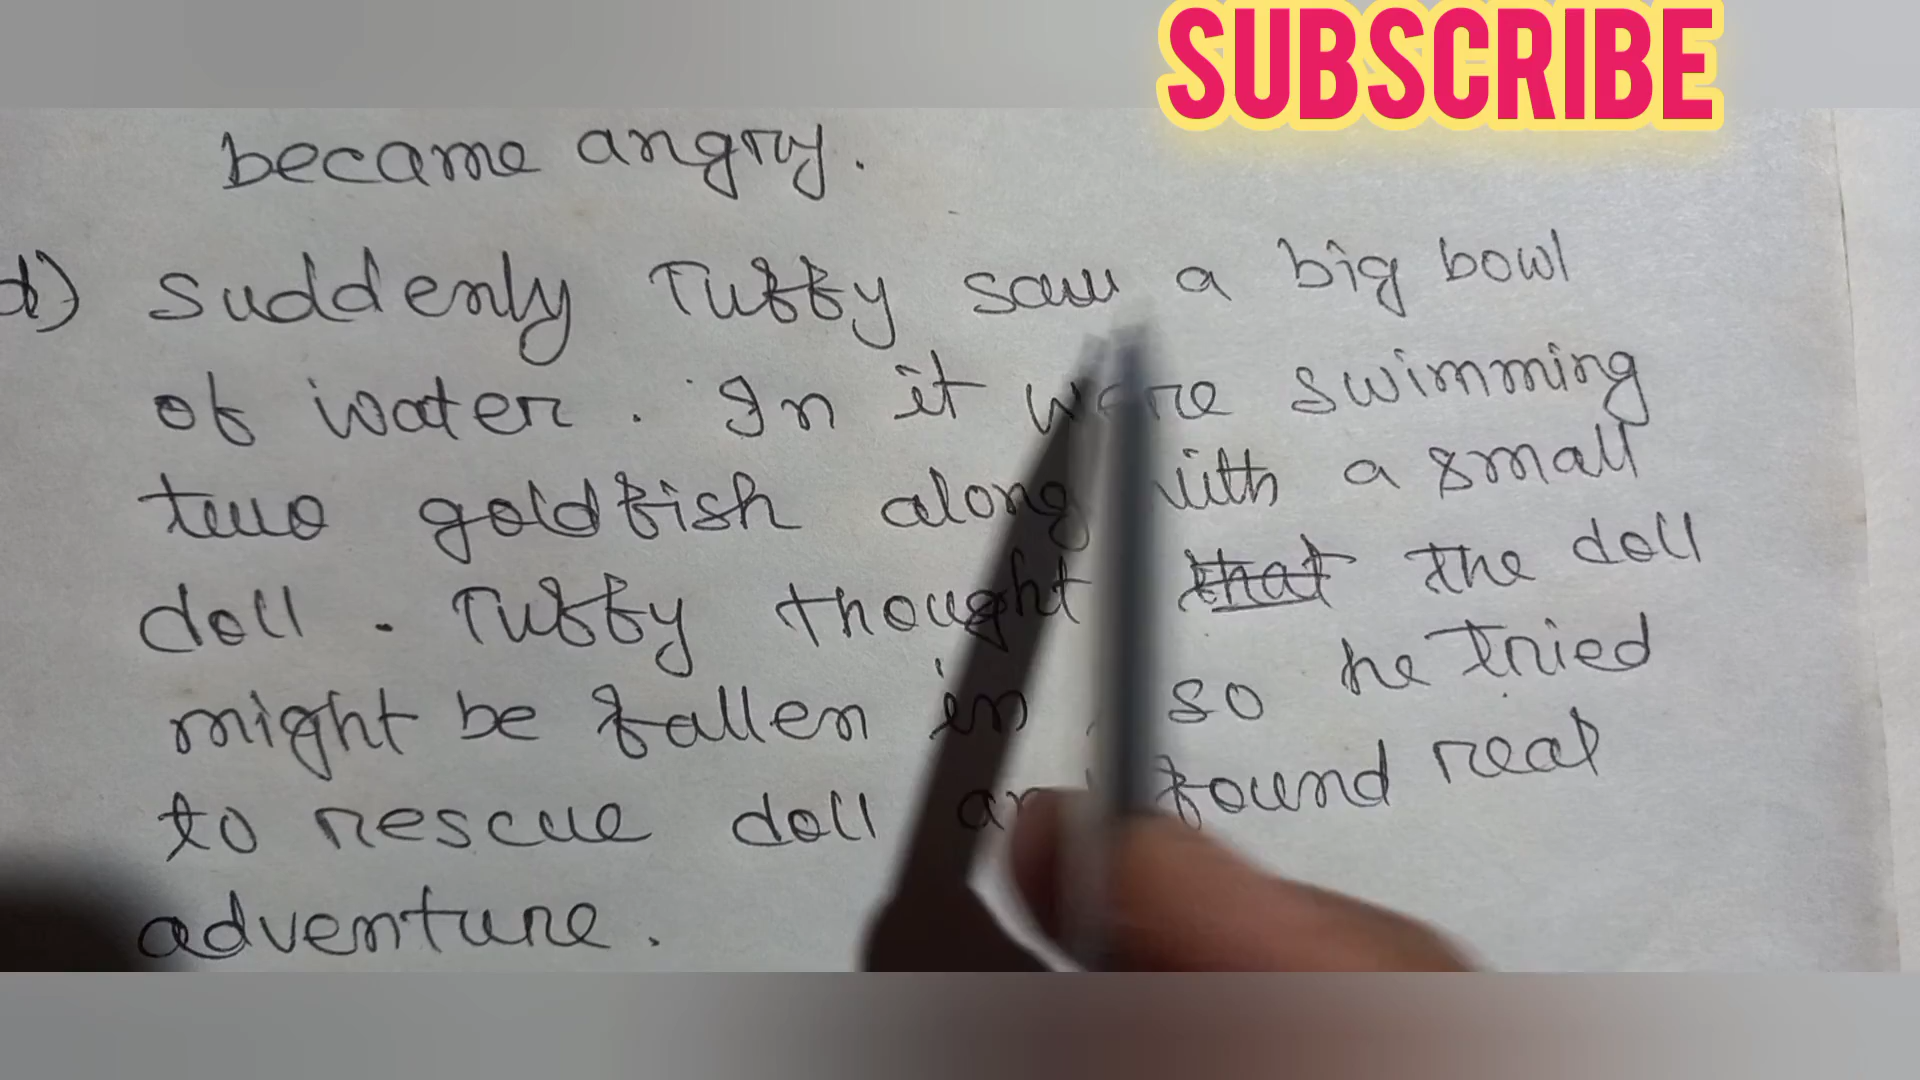 SUBSCRIBE
became angry.
d) Suddenly Tuffy saw a big bowl
of water. In it were swimming
two goldfish along with a small
doll. Tuffy thought the doll
might be fallen in, so he tried
to rescue doll and found real
adventure.